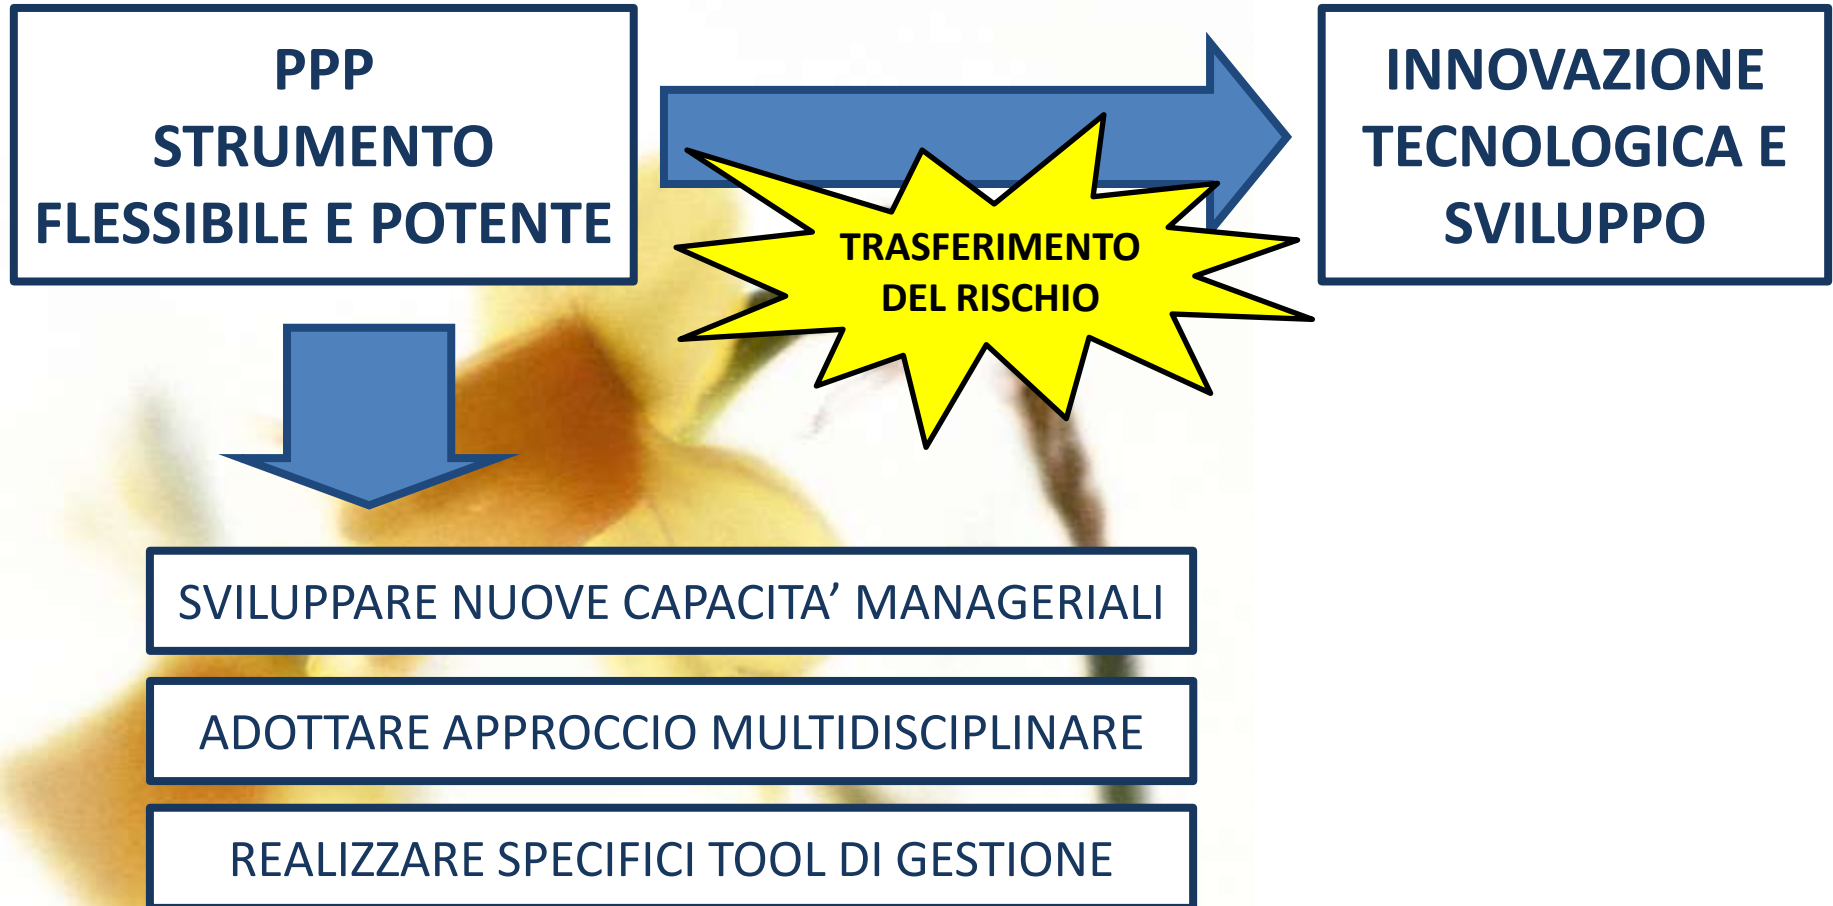 PPP
STRUMENTO
FLESSIBILE E POTENTE
INNOVAZIONE
TECNOLOGICA E
SVILUPPO
TRASFERIMENTO
DEL RISCHIO
SVILUPPARE NUOVE CAPACITA’ MANAGERIALI
ADOTTARE APPROCCIO MULTIDISCIPLINARE
REALIZZARE SPECIFICI TOOL DI GESTIONE